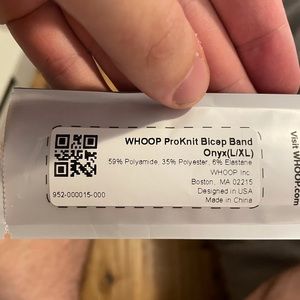 WHOOP ProKnit Bicep Band
Onyx(L/XL)
59% Polyamide, 35% Polyester, 6% Elastane
WHOOP Inc.
Boston, MA 02215
Designed in USA
Made in China
952-000015-000
Visit WHOOP.com